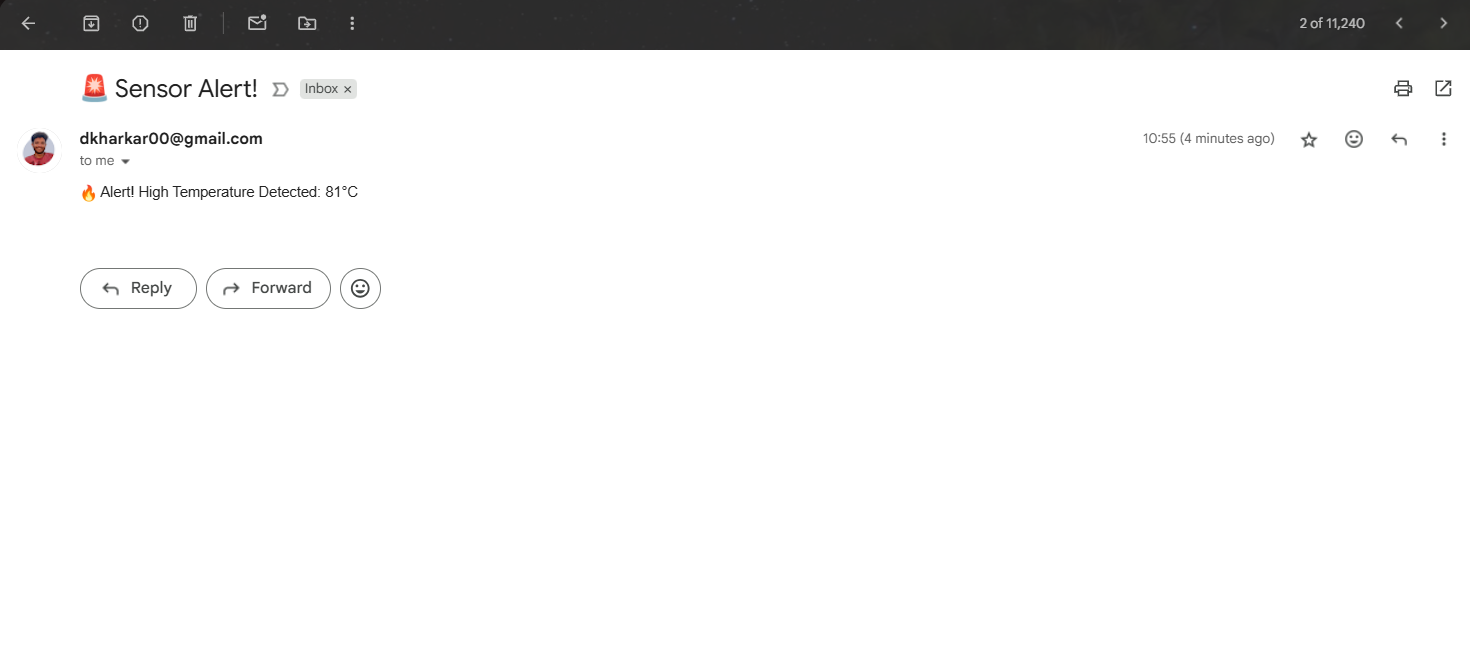 2 of 11,240
🚨 Sensor Alert! Inbox ×
dkharkar00@gmail.com 10:55 (4 minutes ago)
to me
🔥 Alert! High Temperature Detected: 81°C
Reply Forward